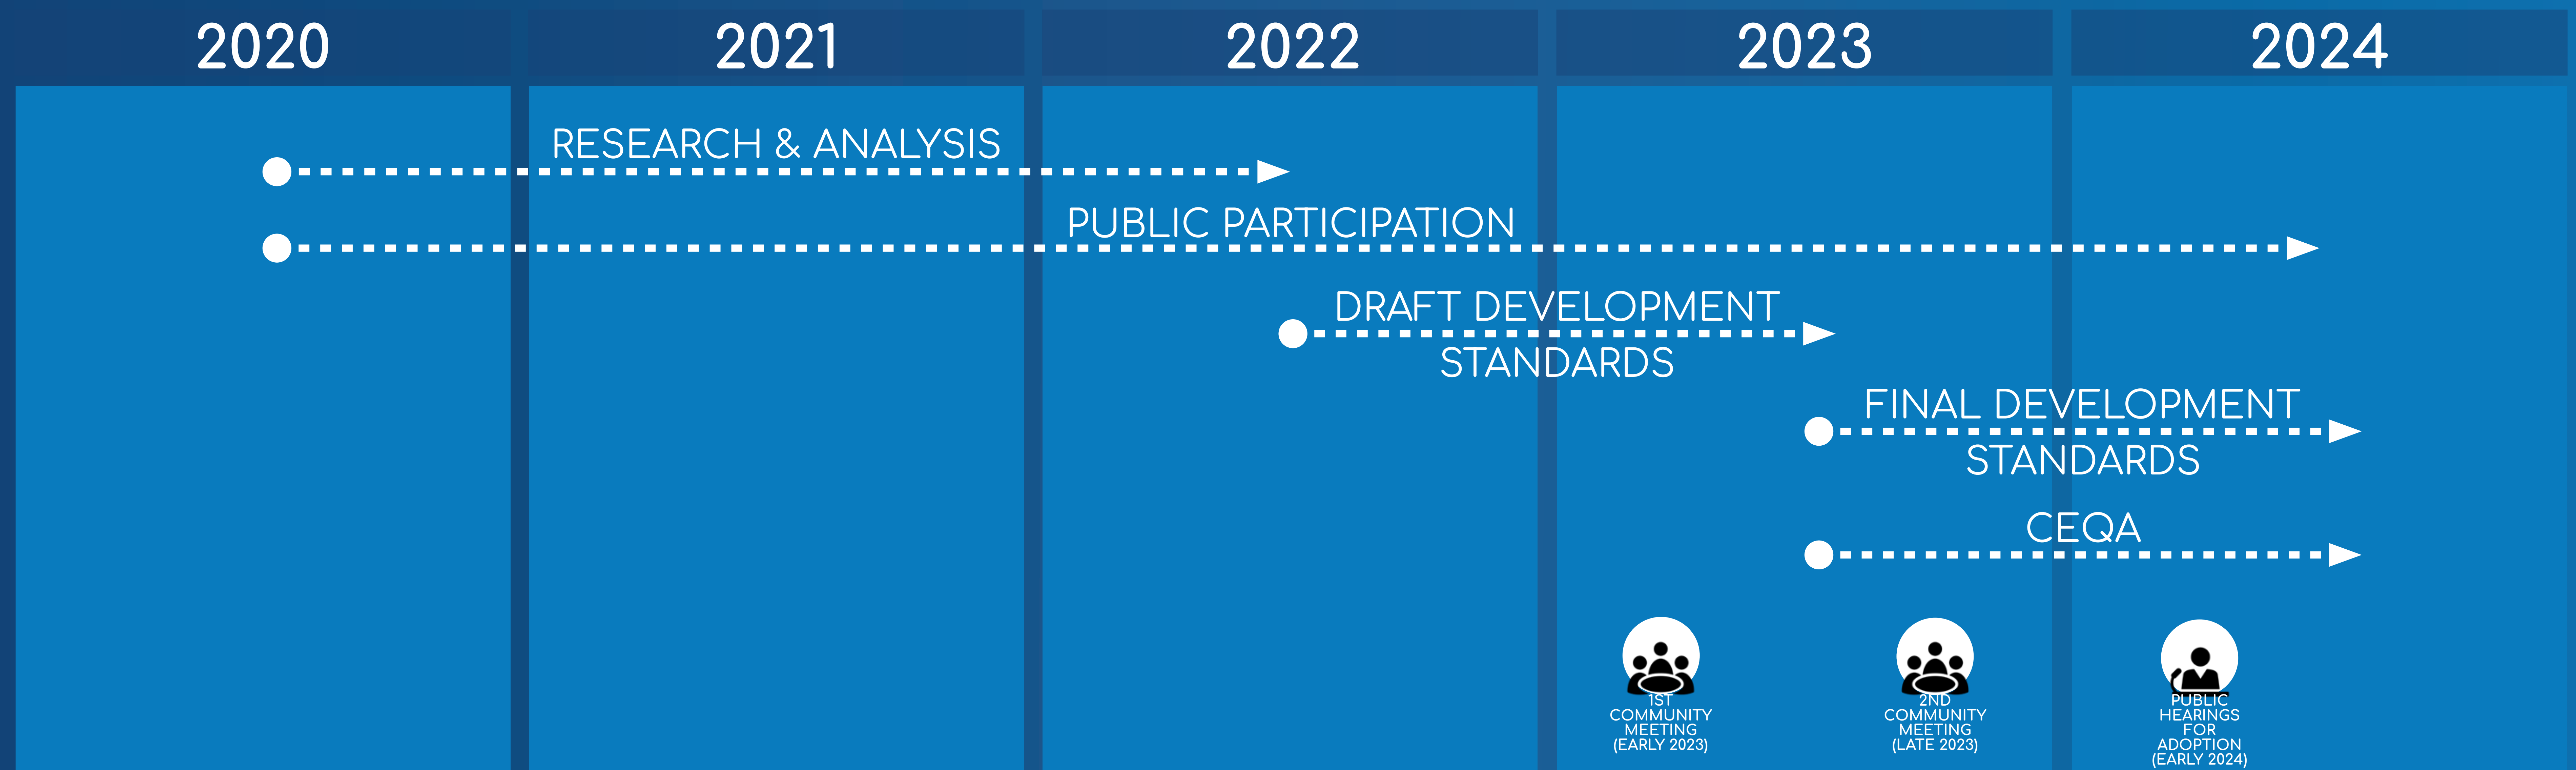 2020
2021
2022
2023
2024
RESEARCH & ANALYSIS
PUBLIC PARTICIPATION
DRAFT DEVELOPMENT
STANDARDS
FINAL DEVELOPMENT
STANDARDS
CEQA
1ST
COMMUNITY
MEETING
(EARLY 2023)
2ND
COMMUNITY
MEETING
(LATE 2023)
PUBLIC
HEARINGS
FOR
ADOPTION
(EARLY 2024)